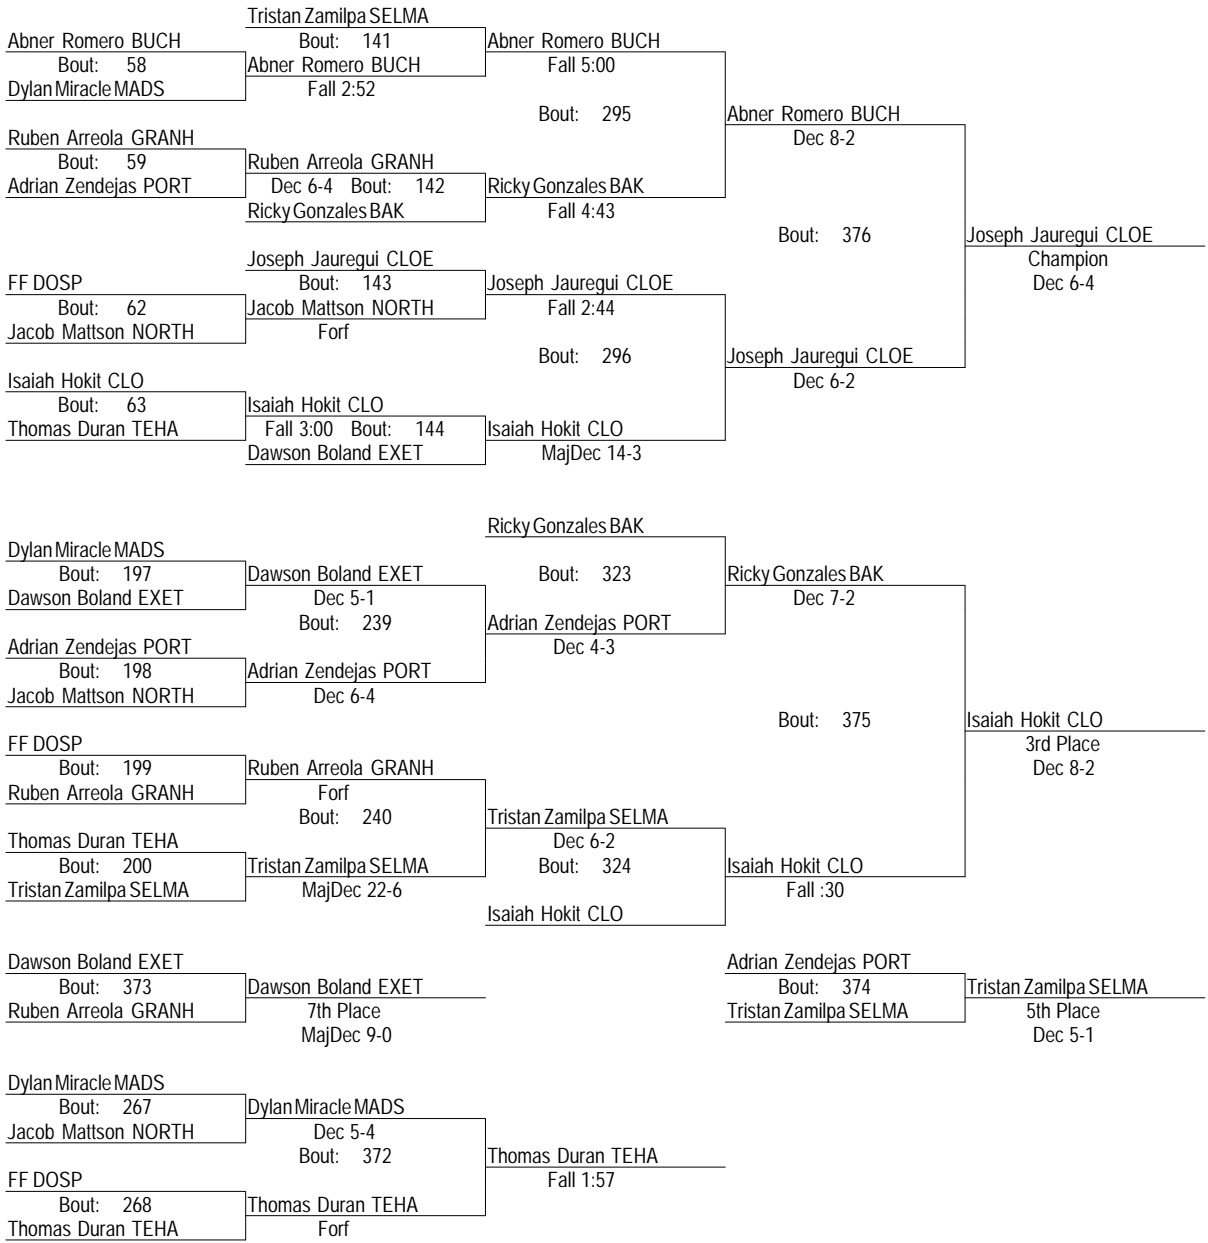 Tristan Zamilpa SELMA
Abner Romero BUCH Bout: 141 Abner Romero BUCH
Bout: 58 Abner Romero BUCH Fall 5:00
Dylan Miracle MADS Fall 2:52
Bout: 295 Abner Romero BUCH
Ruben Arreola GRANH Dec 8-2
Bout: 59 Ruben Arreola GRANH
Adrian Zendejas PORT Dec 6-4 Bout: 142 Ricky Gonzales BAK
Ricky Gonzales BAK Fall 4:43
Bout: 376 Joseph Jauregui CLOE
Joseph Jauregui CLOE Champion
FF DOSP Bout: 143 Joseph Jauregui CLOE Dec 6-4
Bout: 62 Jacob Mattson NORTH Fall 2:44
Jacob Mattson NORTH Forf
Bout: 296 Joseph Jauregui CLOE
Isaiah Hokit CLO Dec 6-2
Bout: 63 Isaiah Hokit CLO
Thomas Duran TEHA Fall 3:00 Bout: 144 Isaiah Hokit CLO
Dawson Boland EXET MajDec 14-3
Ricky Gonzales BAK
Dylan Miracle MADS
Bout: 197 Dawson Boland EXET Bout: 323 Ricky Gonzales BAK
Dawson Boland EXET Dec 5-1 Dec 7-2
Bout: 239 Adrian Zendejas PORT
Adrian Zendejas PORT Dec 4-3
Bout: 198 Adrian Zendejas PORT
Jacob Mattson NORTH Dec 6-4
Bout: 375 Isaiah Hokit CLO
FF DOSP 3rd Place
Bout: 199 Ruben Arreola GRANH Dec 8-2
Ruben Arreola GRANH Forf
Bout: 240 Tristan Zamilpa SELMA
Thomas Duran TEHA Dec 6-2
Bout: 200 Tristan Zamilpa SELMA Bout: 324 Isaiah Hokit CLO
Tristan Zamilpa SELMA MajDec 22-6 Fall :30
Isaiah Hokit CLO
Dawson Boland EXET Adrian Zendejas PORT
Bout: 373 Dawson Boland EXET Bout: 374 Tristan Zamilpa SELMA
Ruben Arreola GRANH 7th Place Tristan Zamilpa SELMA 5th Place
MajDec 9-0 Dec 5-1
Dylan Miracle MADS
Bout: 267 Dylan Miracle MADS
Jacob Mattson NORTH Dec 5-4
Bout: 372 Thomas Duran TEHA
FF DOSP Fall 1:57
Bout: 268 Thomas Duran TEHA
Thomas Duran TEHA Forf